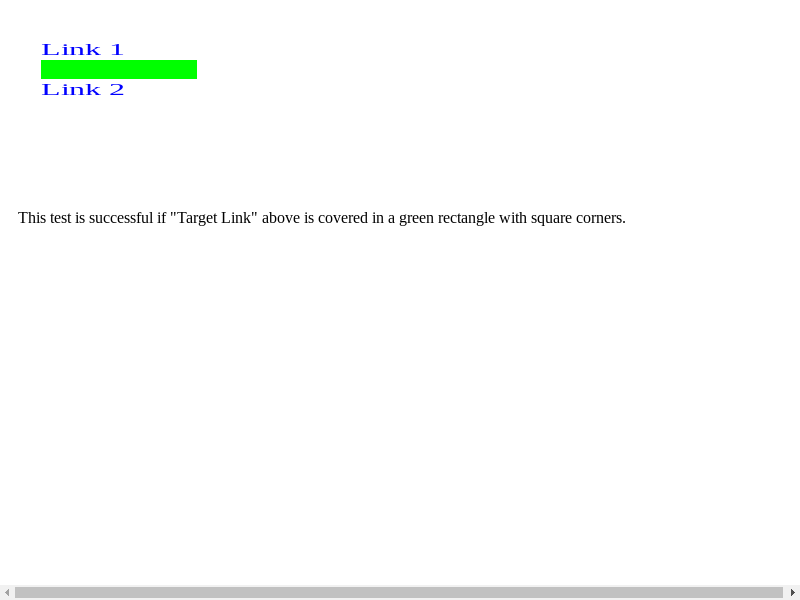 Link 1
Link 2
This test is successful if "Target Link" above is covered in a green rectangle with square corners.